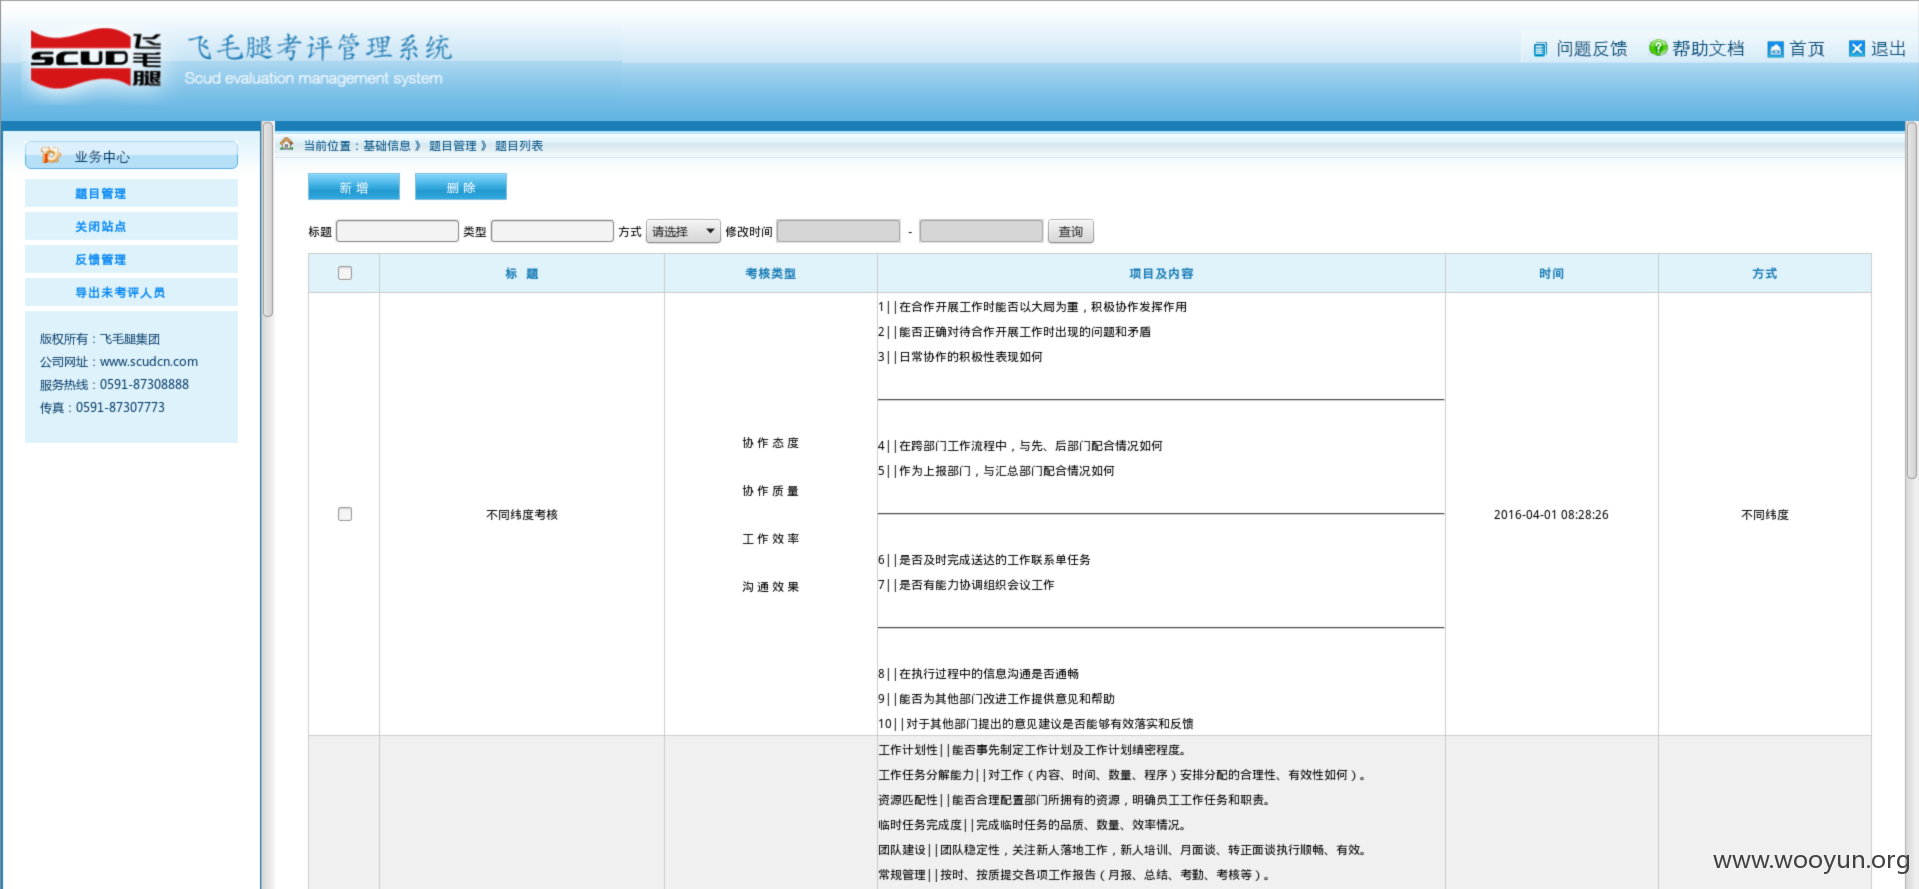 SCUD 飞毛腿
飞毛腿考评管理系统
Scud evaluation management system
问题反馈 帮助文档 首页 退出
业务中心
题目管理
关闭站点
反馈管理
导出未考评人员
版权所有：飞毛腿集团
公司网址：www.scudcn.com
服务热线：0591-87308888
传真：0591-87307773
当前位置：基础信息 》 题目管理 》 题目列表
新 增 删 除
标题 类型 方式 请选择 修改时间 - 查询
标 题 考核类型 项目及内容 时间 方式
不同纬度考核
协 作 态 度
协 作 质 量
工 作 效 率
沟 通 效 果
1||在合作开展工作时能否以大局为重，积极协作发挥作用
2||能否正确对待合作开展工作时出现的问题和矛盾
3||日常协作的积极性表现如何
4||在跨部门工作流程中，与先、后部门配合情况如何
5||作为上报部门，与汇总部门配合情况如何
6||是否及时完成送达的工作联系单任务
7||是否有能力协调组织会议工作
8||在执行过程中的信息沟通是否通畅
9||能否为其他部门改进工作提供意见和帮助
10||对于其他部门提出的意见建议是否能够有效落实和反馈
2016-04-01 08:28:26
不同纬度
工作计划性||能否事先制定工作计划及工作计划缜密程度。
工作任务分解能力||对工作（内容、时间、数量、程序）安排分配的合理性、有效性如何）。
资源匹配性||能否合理配置部门所拥有的资源，明确员工工作任务和职责。
临时任务完成度||完成临时任务的品质、数量、效率情况。
团队建设||团队稳定性，关注新人落地工作，新人培训、月面谈、转正面谈执行顺畅、有效。
常规管理||按时、按质提交各项工作报告（月报、总结、考勤、考核等）。
www.wooyun.org